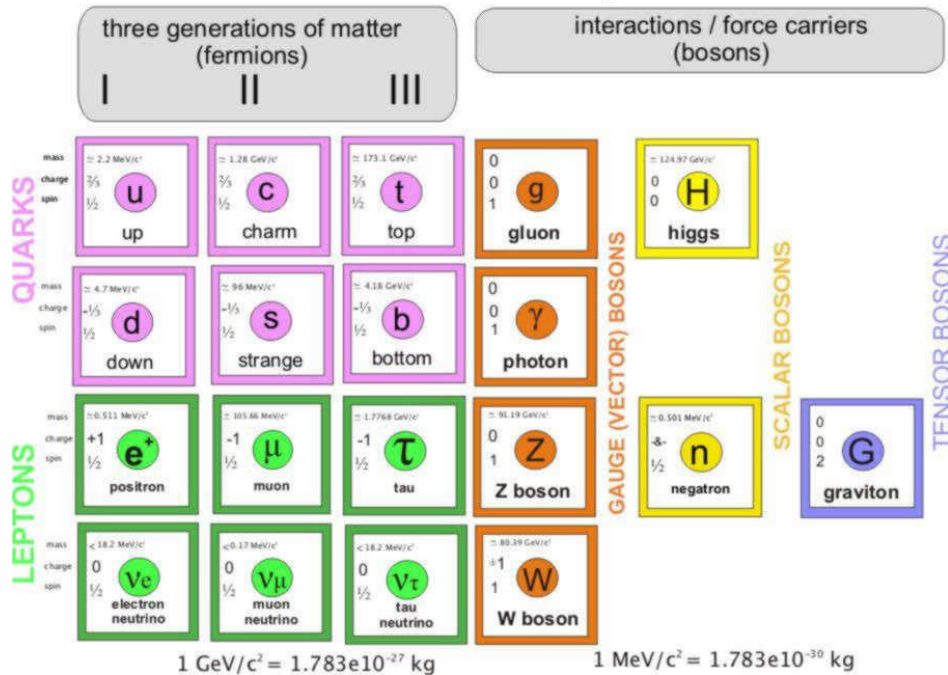 three generations of matter
(fermions)
I II III
interactions / force carriers
(bosons)
QUARKS
mass
charge
spin
≃ 2.2 MeV/c²
2/3
1/2
u
up
≃ 1.28 GeV/c²
2/3
1/2
c
charm
≃ 173.1 GeV/c²
2/3
1/2
t
top
0
0
1
g
gluon
≃ 124.97 GeV/c²
0
0
H
higgs
mass
charge
spin
≃ 4.7 MeV/c²
-1/3
1/2
d
down
≃ 96 MeV/c²
-1/3
1/2
s
strange
≃ 4.18 GeV/c²
-1/3
1/2
b
bottom
0
0
1
γ
photon
GAUGE (VECTOR) BOSONS
SCALAR BOSONS
TENSOR BOSONS
LEPTONS
mass
charge
spin
≃0.511 MeV/c²
+1
1/2
e+
positron
≃ 105.66 MeV/c²
-1
1/2
μ
muon
≃ 1.7768 GeV/c²
-1
1/2
τ
tau
≃ 91.19 GeV/c²
0
1
Z
Z boson
≃0.501 MeV/c²
-&-
1/2
n
negatron
0
0
2
G
graviton
mass
charge
spin
< 18.2 MeV/c²
0
1/2
νe
electron
neutrino
<0.17 MeV/c²
0
1/2
νμ
muon
neutrino
< 18.2 MeV/c²
0
1/2
ντ
tau
neutrino
≃ 80.39 GeV/c²
±1
1
W
W boson
1 GeV/c² = 1.783e10⁻²⁷ kg
1 MeV/c² = 1.783e10⁻³⁰ kg